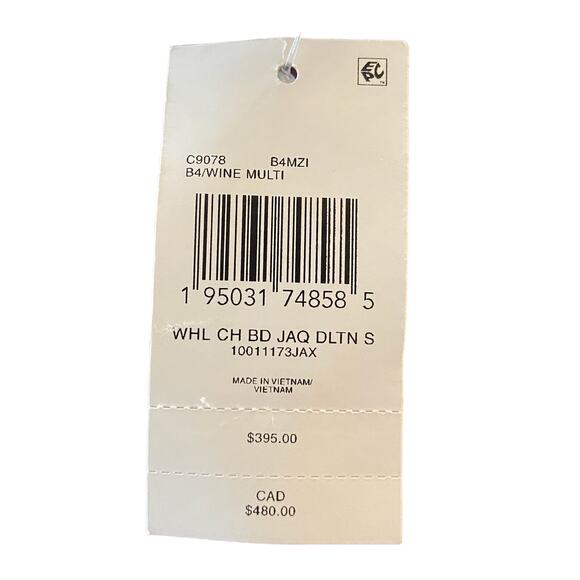 EPC
C9078 B4MZI
B4/WINE MULTI
1 95031 74858 5
WHL CH BD JAQ DLTN S
10011173JAX
MADE IN VIETNAM/
VIETNAM
$395.00
CAD
$480.00